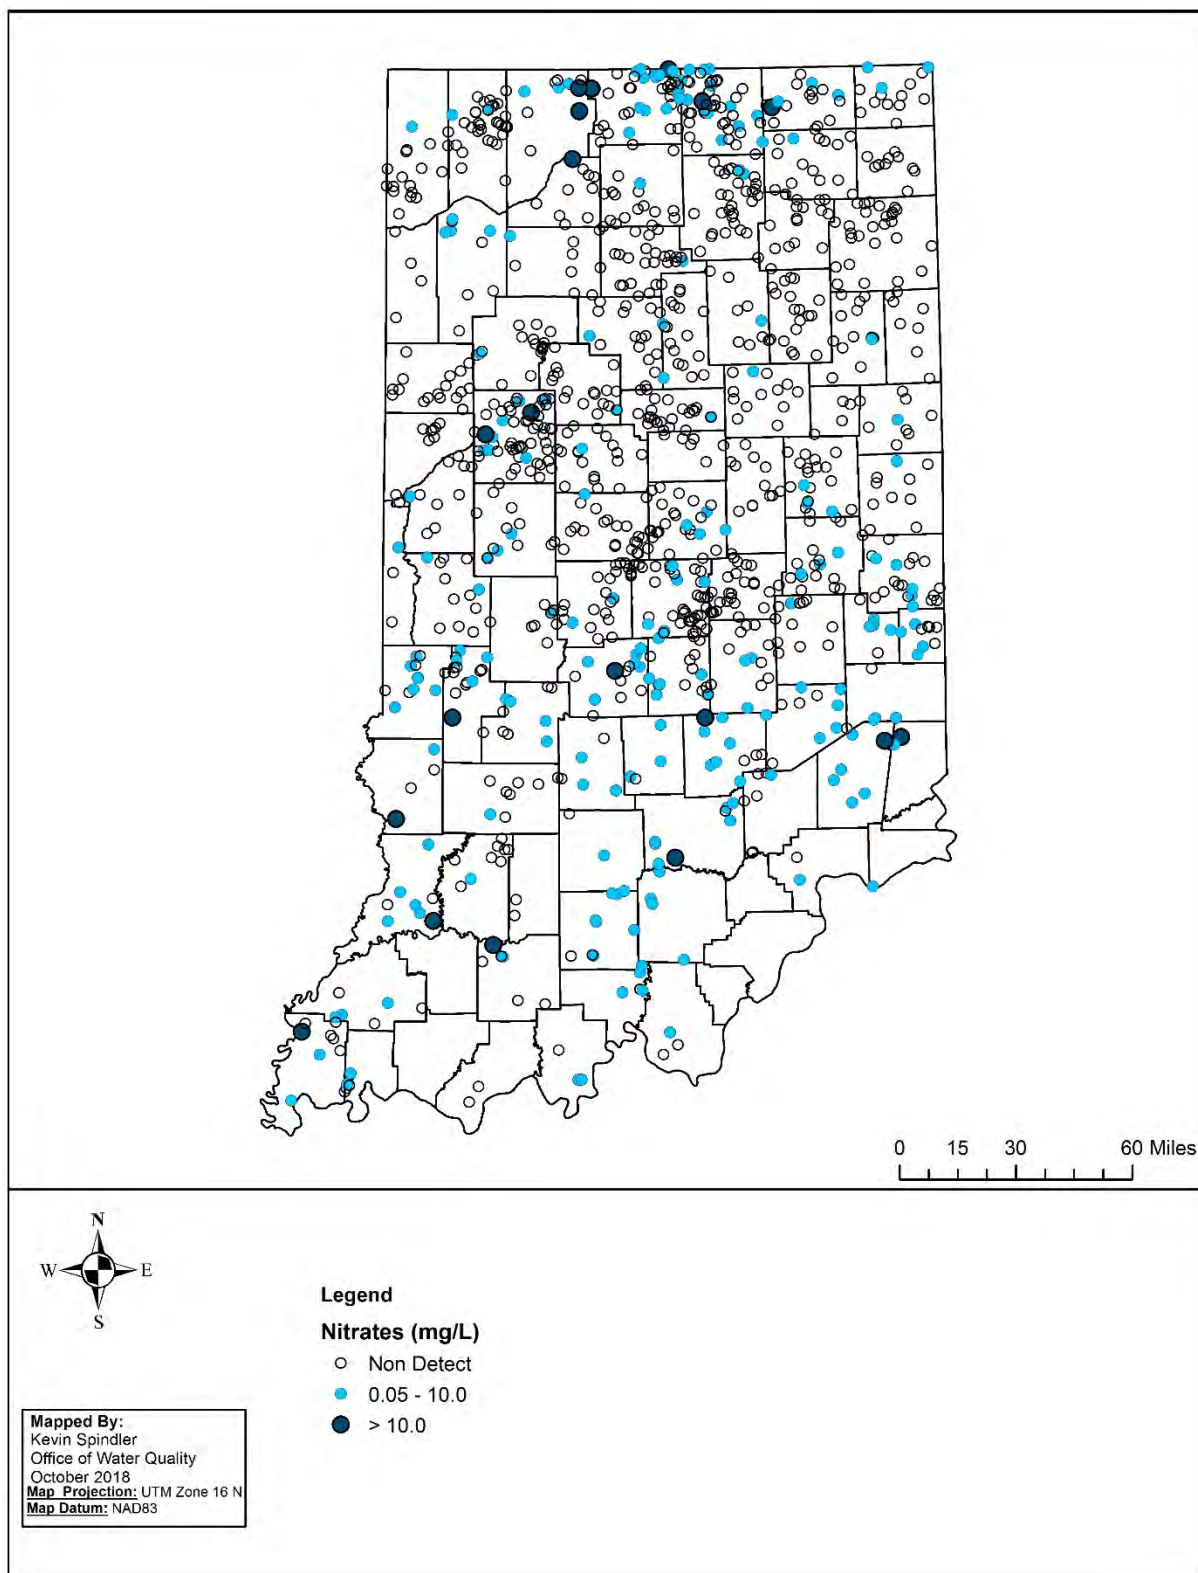 0 15 30 60 Miles
N
W E
S
Legend
Nitrates (mg/L)
Non Detect
0.05 - 10.0
> 10.0
Mapped By:
Kevin Spindler
Office of Water Quality
October 2018
Map Projection: UTM Zone 16 N
Map Datum: NAD83